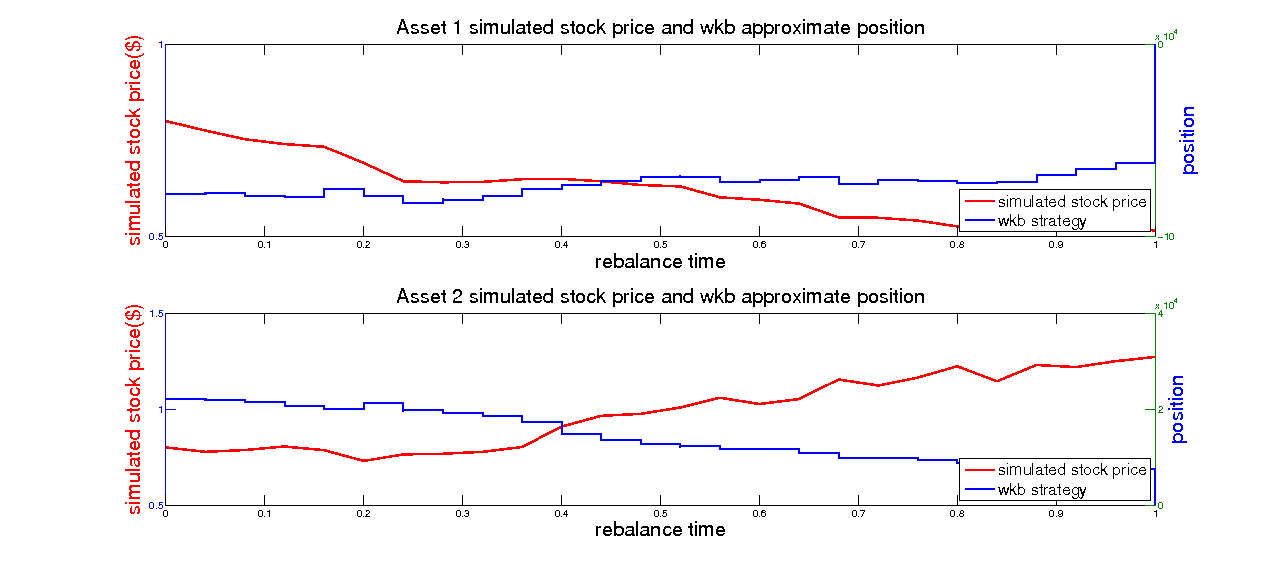 Asset 1 simulated stock price and wkb approximate position
simulated stock price($)
1
0.5
x 10^4
0
-10
position
simulated stock price
wkb strategy
0 0.1 0.2 0.3 0.4 0.5 0.6 0.7 0.8 1
rebalance time
Asset 2 simulated stock price and wkb approximate position
simulated stock price($)
1.5
1
0.5
x 10^4
4
2
0
position
simulated stock price
wkb strategy
0 0.1 0.2 0.3 0.4 0.5 0.6 0.7 0.8 0.9 1
rebalance time